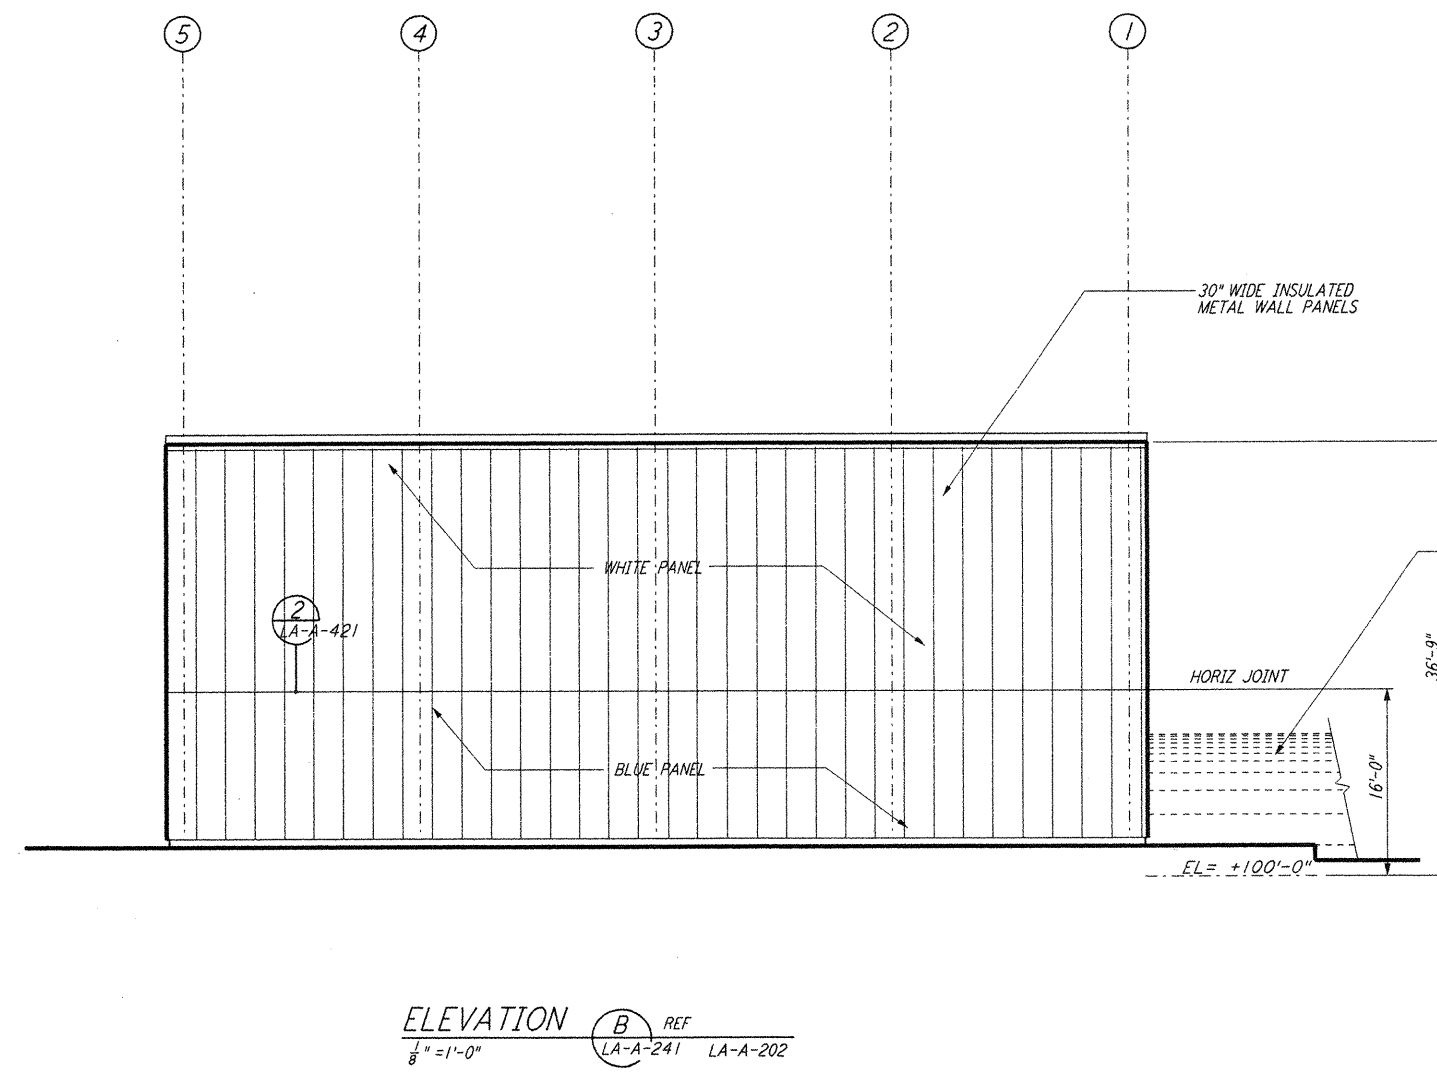 5 4 3 2 1
30" WIDE INSULATED
METAL WALL PANELS
WHITE PANEL
2
LA-A-421
36'-9"
HORIZ JOINT
BLUE PANEL
16'-0"
EL= +100'-0"
ELEVATION B REF
1/8" =1'-0" LA-A-241 LA-A-202